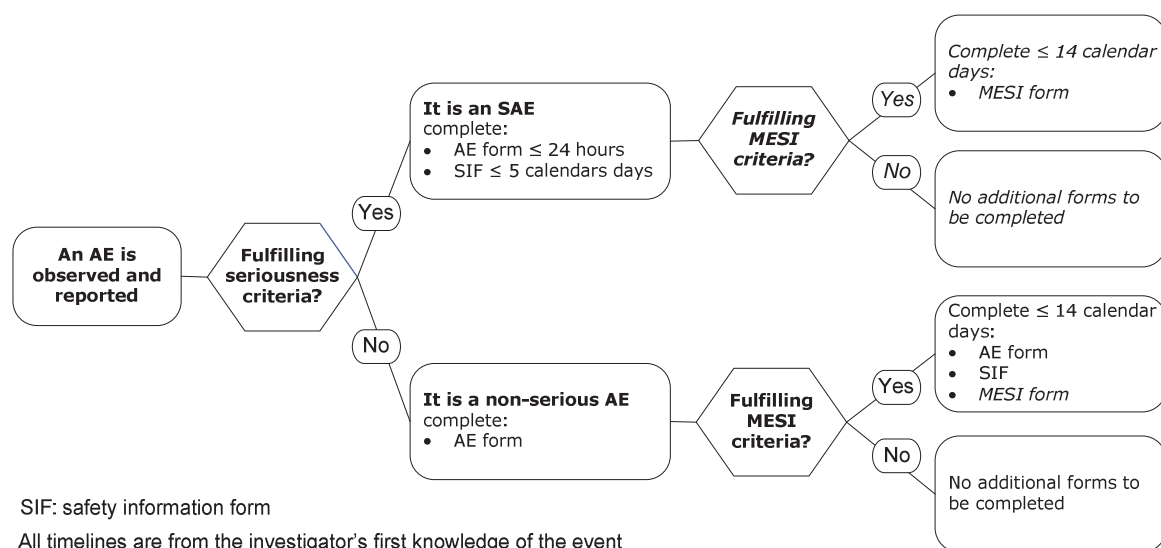 An AE is
observed and
reported
Fulfilling
seriousness
criteria?
Yes
It is an SAE
complete:
• AE form ≤ 24 hours
• SIF ≤ 5 calendars days
Fulfilling
MESI
criteria?
Yes
Complete ≤ 14 calendar
days:
• MESI form
No
No additional forms to
be completed
No
It is a non-serious AE
complete:
• AE form
Fulfilling
MESI
criteria?
Yes
Complete ≤ 14 calendar
days:
• AE form
• SIF
• MESI form
No
No additional forms to
be completed
SIF: safety information form
All timelines are from the investigator's first knowledge of the event